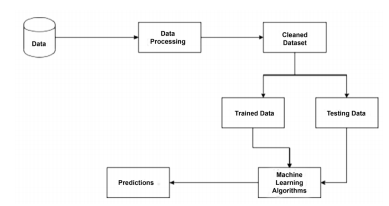 Data
Data
Processing
Cleaned
Dataset
Trained Data
Testing Data
Machine
Learning
Algorithms
Predictions